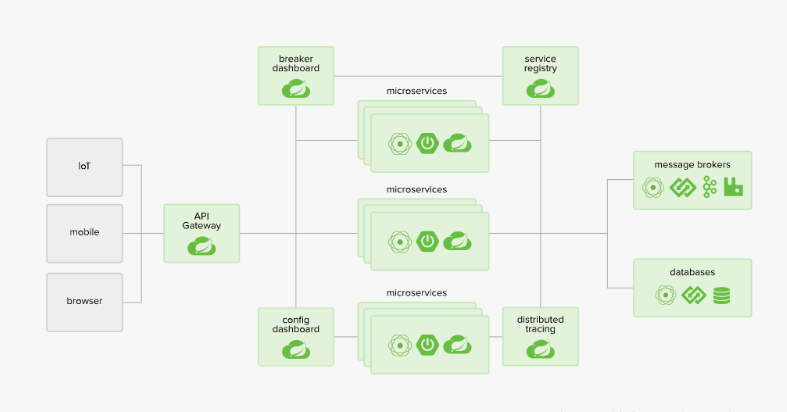 breaker
dashboard
service
registry
microservices
IoT
message brokers
microservices
mobile
API
Gateway
databases
microservices
browser
config
dashboard
distributed
tracing